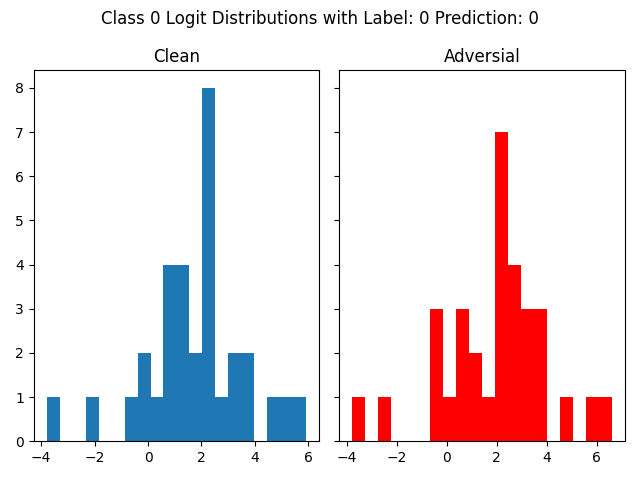 Class 0 Logit Distributions with Label: 0 Prediction: 0
Clean
Adversial
8
7
6
5
4
3
2
1
0
−4 −2 0 2 4 6
−4 −2 0 2 4 6